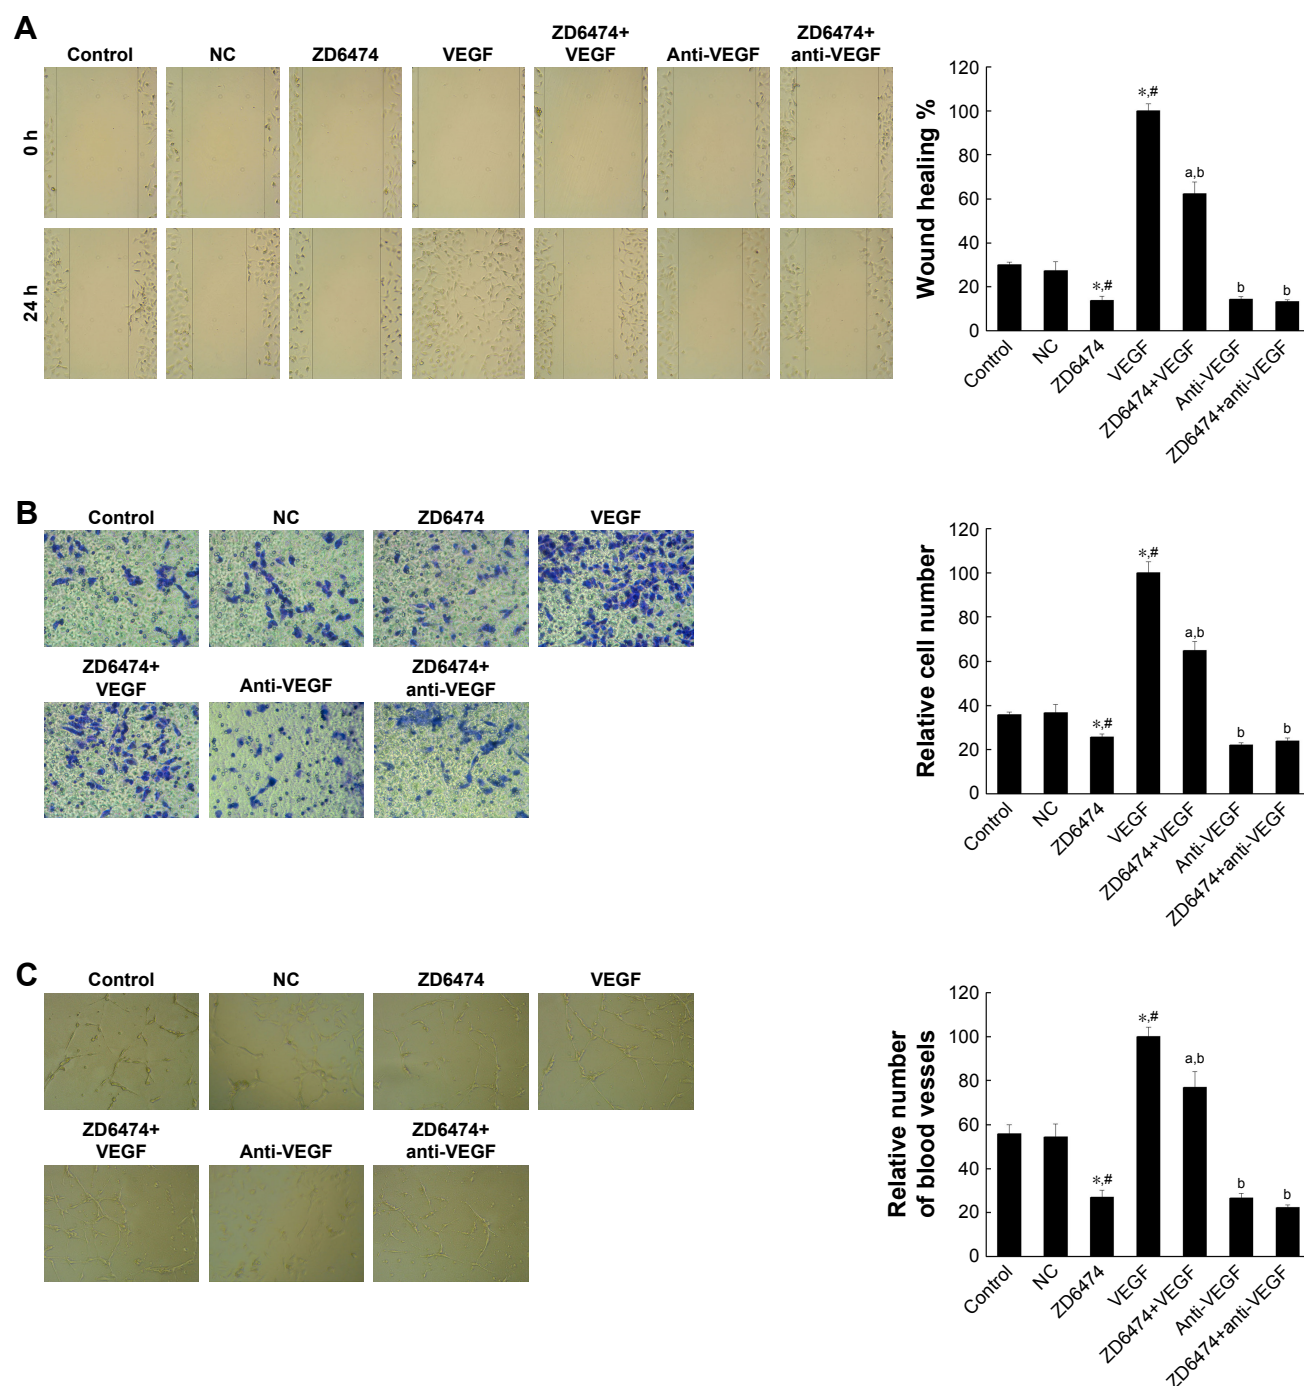 A
Control
NC
ZD6474
VEGF
ZD6474+
VEGF
Anti-VEGF
ZD6474+
anti-VEGF
0 h
24 h
Wound healing %
120
100
80
60
40
20
0
*,#
*,#
a,b
b
b
Control
NC
ZD6474
VEGF
ZD6474+VEGF
Anti-VEGF
ZD6474+anti-VEGF
B
Control
NC
ZD6474
VEGF
ZD6474+
VEGF
Anti-VEGF
ZD6474+
anti-VEGF
Relative cell number
120
100
80
60
40
20
0
*,#
*,#
a,b
b
b
Control
NC
ZD6474
VEGF
ZD6474+VEGF
Anti-VEGF
ZD6474+anti-VEGF
C
Control
NC
ZD6474
VEGF
ZD6474+
VEGF
Anti-VEGF
ZD6474+
anti-VEGF
Relative number
of blood vessels
120
100
80
60
40
20
0
*,#
*,#
a,b
b
b
Control
NC
ZD6474
VEGF
ZD6474+VEGF
Anti-VEGF
ZD6474+anti-VEGF